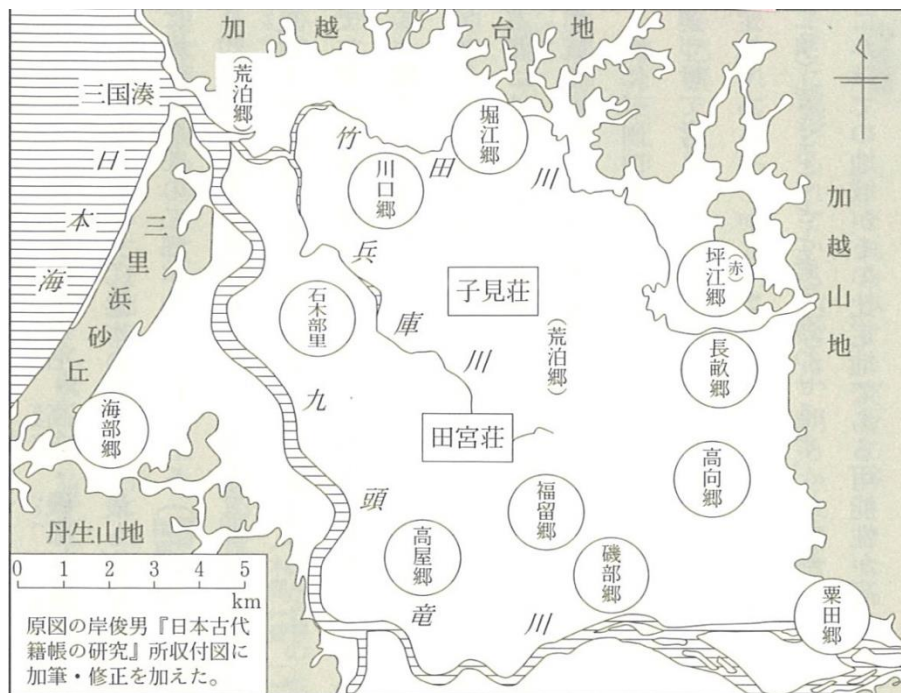 加越台地
(荒泊郷)
三国湊
日本海
三里浜砂丘
竹田川
堀江郷
川口郷
兵庫川
加越山地
坪江郷
(赤)
子見荘
石木部里
(荒泊郷)
長畝郷
海部郷
九頭竜川
田宮荘
高向郷
福留郷
丹生山地
高屋郷
磯部郷
粟田郷
0 1 2 3 4 5
km
原図の岸俊男『日本古代
籍帳の研究』所収付図に
加筆・修正を加えた。